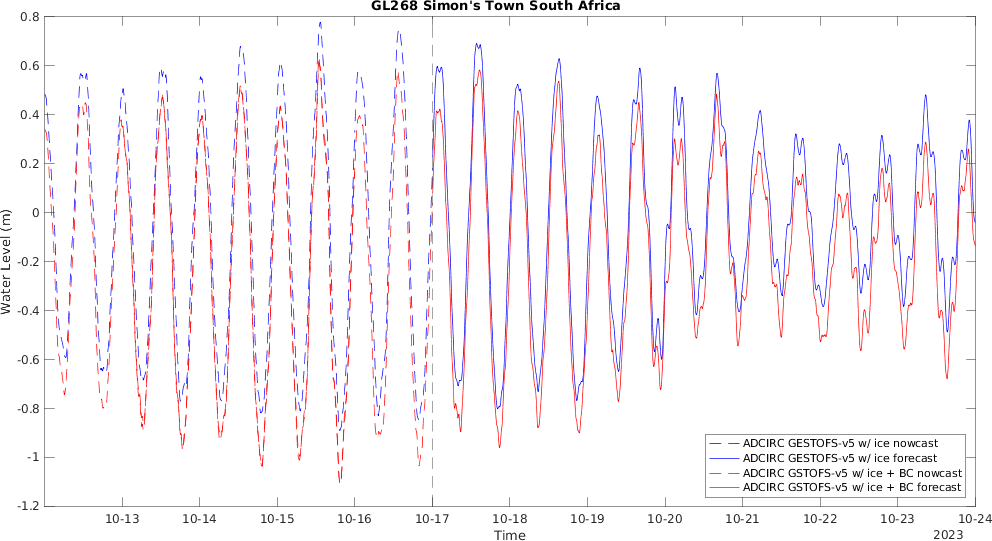 GL268 Simon's Town South Africa
Water Level (m)
0.8
0.6
0.4
0.2
0
-0.2
-0.4
-0.6
-0.8
-1
-1.2
ADCIRC GESTOFS-v5 w/ ice nowcast
ADCIRC GESTOFS-v5 w/ ice forecast
ADCIRC GSTOFS-v5 w/ ice + BC nowcast
ADCIRC GSTOFS-v5 w/ ice + BC forecast
10-13 10-14 10-15 10-16 10-17 10-18 10-19 10-20 10-21 10-22 10-23 10-24
Time
2023